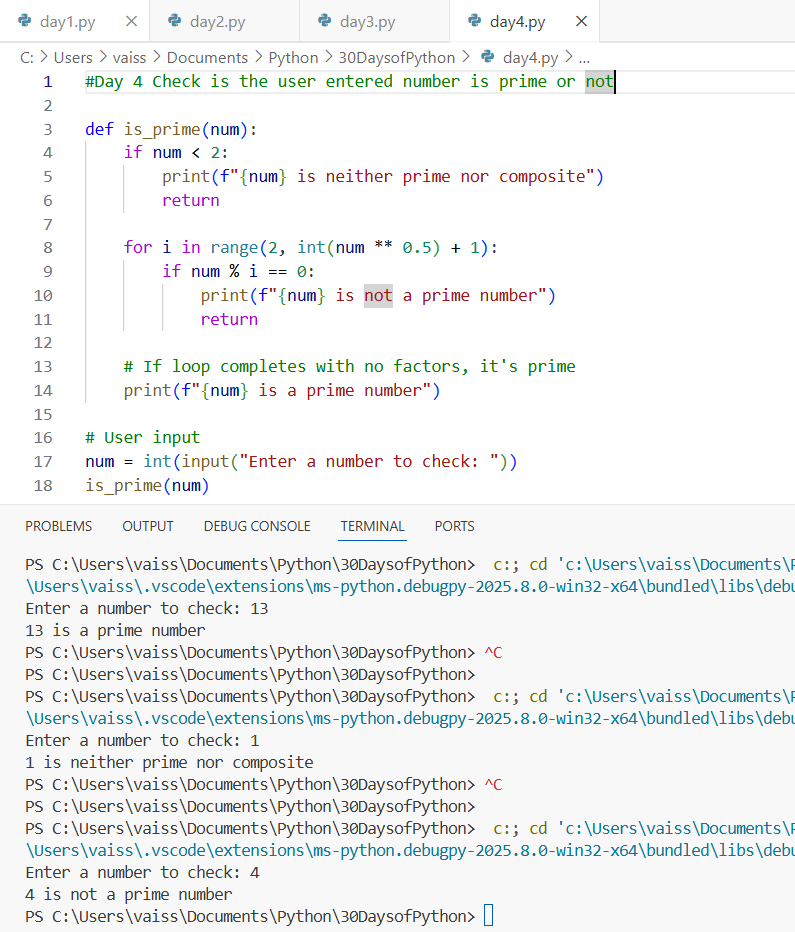 day1.py day2.py day3.py day4.py
C: > Users > vaiss > Documents > Python > 30DaysofPython > day4.py > ...
1 #Day 4 Check is the user entered number is prime or not
2
3 def is_prime(num):
4     if num < 2:
5         print(f"{num} is neither prime nor composite")
6         return
7
8     for i in range(2, int(num ** 0.5) + 1):
9         if num % i == 0:
10             print(f"{num} is not a prime number")
11             return
12
13     # If loop completes with no factors, it's prime
14     print(f"{num} is a prime number")
15
16 # User input
17 num = int(input("Enter a number to check: "))
18 is_prime(num)
PROBLEMS OUTPUT DEBUG CONSOLE TERMINAL PORTS
PS C:\Users\vaiss\Documents\Python\30DaysofPython>  c:; cd 'c:\Users\vaiss\Documents\P
\Users\vaiss\.vscode\extensions\ms-python.debugpy-2025.8.0-win32-x64\bundled\libs\debu
Enter a number to check: 13
13 is a prime number
PS C:\Users\vaiss\Documents\Python\30DaysofPython> ^C
PS C:\Users\vaiss\Documents\Python\30DaysofPython>
PS C:\Users\vaiss\Documents\Python\30DaysofPython>  c:; cd 'c:\Users\vaiss\Documents\P
\Users\vaiss\.vscode\extensions\ms-python.debugpy-2025.8.0-win32-x64\bundled\libs\debu
Enter a number to check: 1
1 is neither prime nor composite
PS C:\Users\vaiss\Documents\Python\30DaysofPython> ^C
PS C:\Users\vaiss\Documents\Python\30DaysofPython>
PS C:\Users\vaiss\Documents\Python\30DaysofPython>  c:; cd 'c:\Users\vaiss\Documents\P
\Users\vaiss\.vscode\extensions\ms-python.debugpy-2025.8.0-win32-x64\bundled\libs\debu
Enter a number to check: 4
4 is not a prime number
PS C:\Users\vaiss\Documents\Python\30DaysofPython>